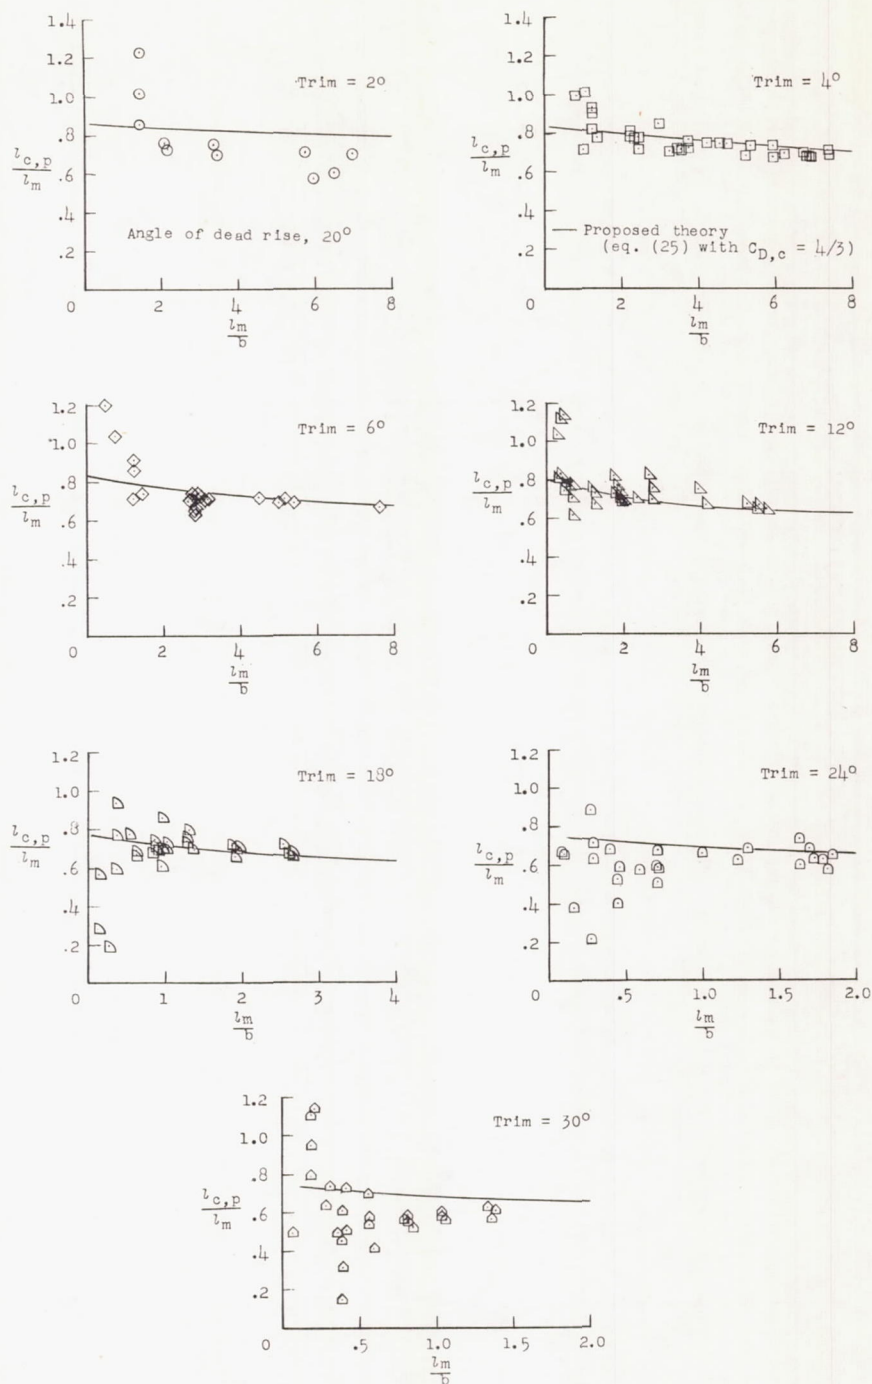 1.4
1.2
1.0
.8
.6
.4
.2
0
2
4
6
8
l_c,p
l_m
l_m
b
Trim = 2°
Angle of dead rise, 20°
1.4
1.2
1.0
.8
.6
.4
.2
0
2
4
6
8
l_c,p
l_m
l_m
b
Trim = 4°
Proposed theory
(eq. (25) with C_D,c = 4/3)
1.2
1.0
.8
.6
.4
.2
0
2
4
6
8
l_c,p
l_m
l_m
b
Trim = 6°
1.2
1.0
.8
.6
.4
.2
0
2
4
6
8
l_c,p
l_m
l_m
b
Trim = 12°
1.2
1.0
.8
.6
.4
.2
0
1
2
3
4
l_c,p
l_m
l_m
b
Trim = 18°
1.2
1.0
.8
.6
.4
.2
0
.5
1.0
1.5
2.0
l_c,p
l_m
l_m
b
Trim = 24°
1.2
1.0
.8
.6
.4
.2
0
.5
1.0
1.5
2.0
l_c,p
l_m
l_m
b
Trim = 30°